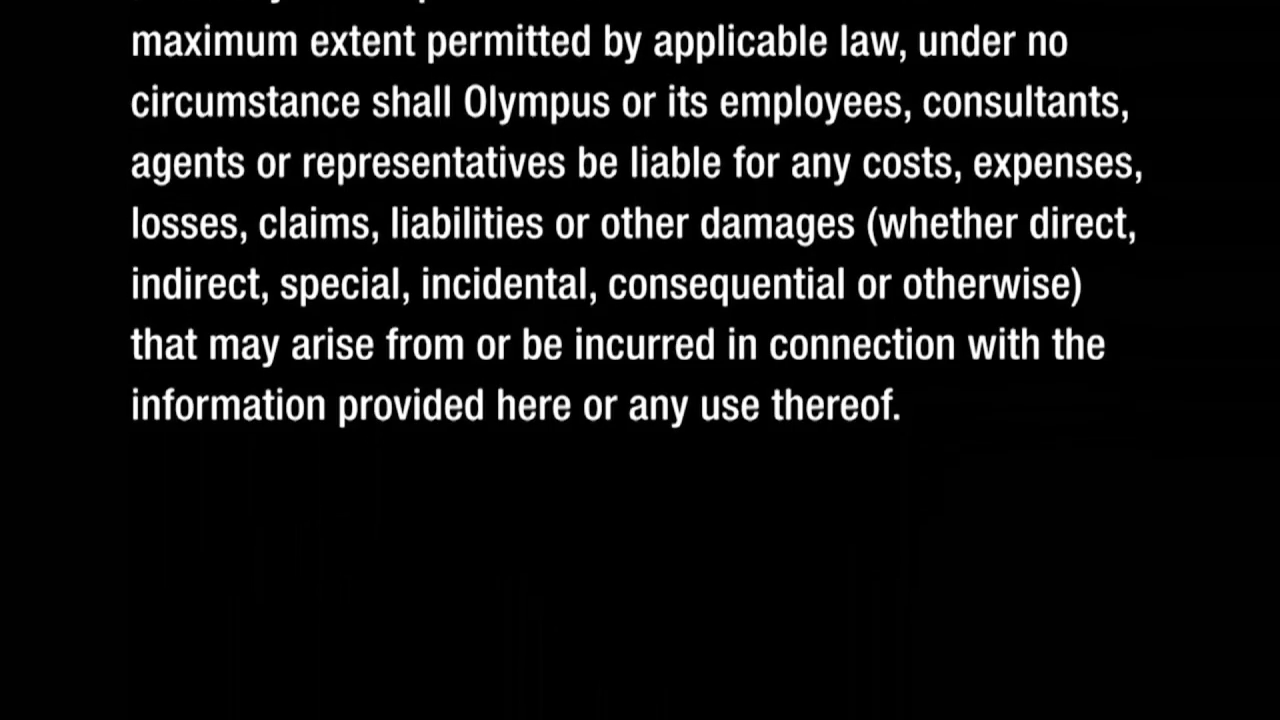 maximum extent permitted by applicable law, under no
circumstance shall Olympus or its employees, consultants,
agents or representatives be liable for any costs, expenses,
losses, claims, liabilities or other damages (whether direct,
indirect, special, incidental, consequential or otherwise)
that may arise from or be incurred in connection with the
information provided here or any use thereof.